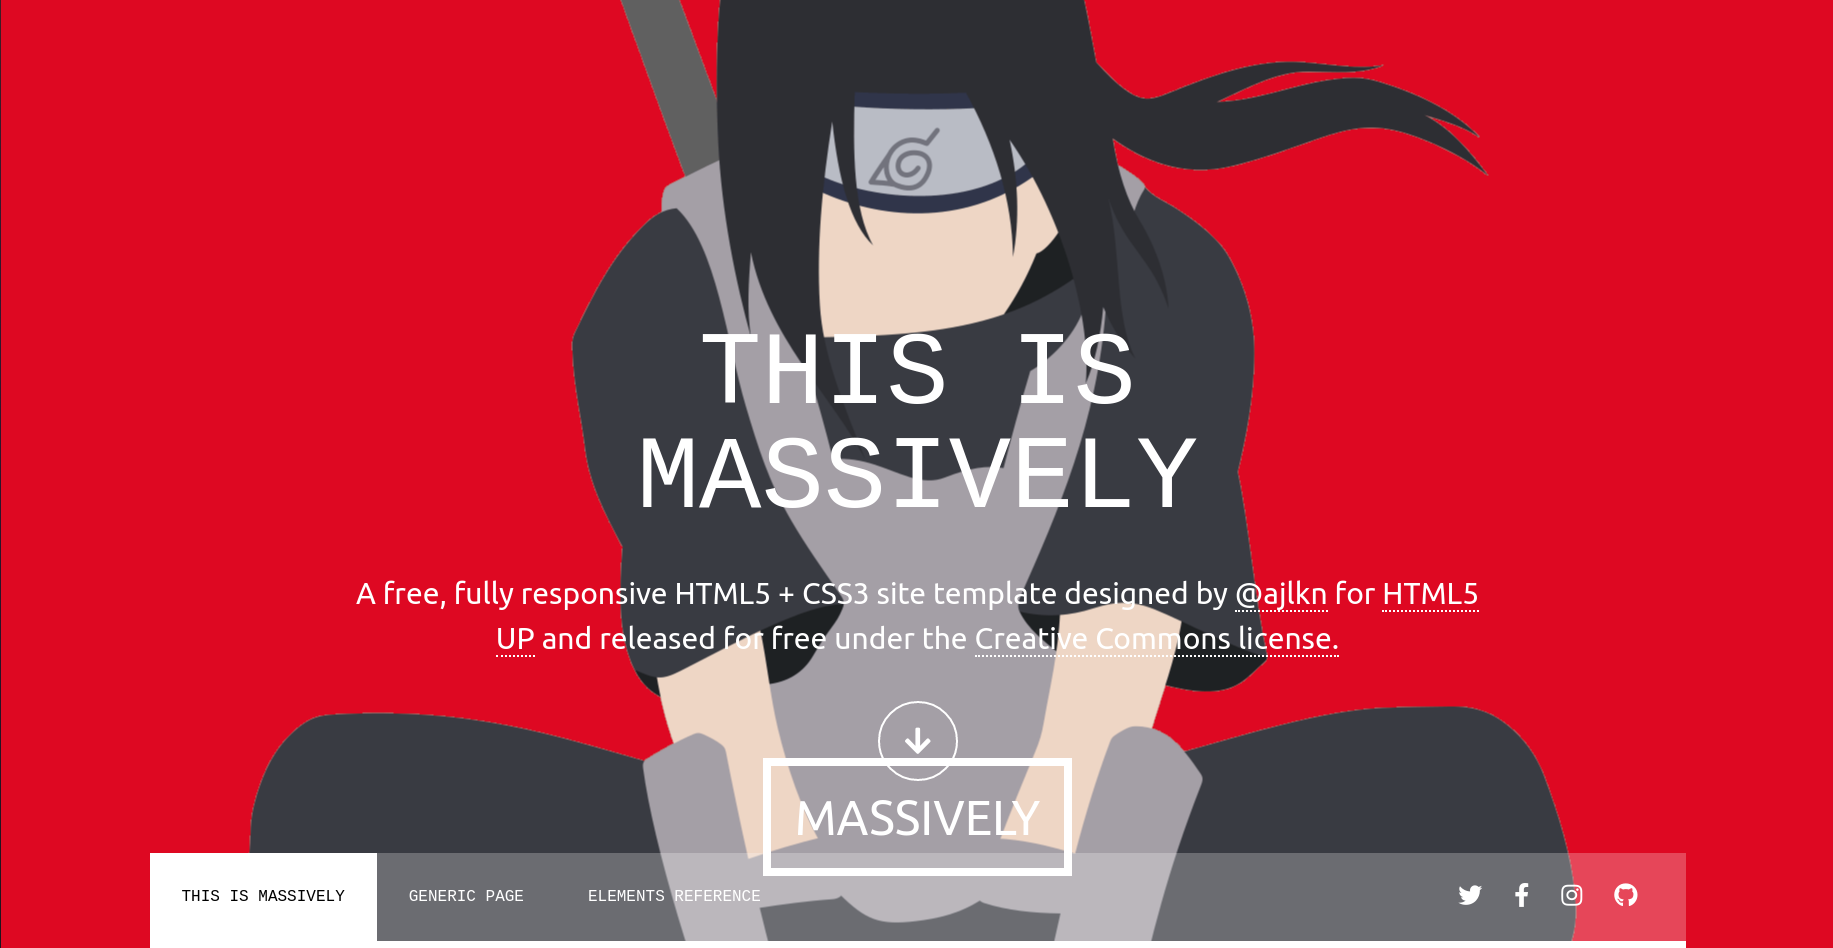 THIS IS
MASSIVELY
A free, fully responsive HTML5 + CSS3 site template designed by @ajlkn for HTML5
UP and released for free under the Creative Commons license.
MASSIVELY
THIS IS MASSIVELY
GENERIC PAGE
ELEMENTS REFERENCE